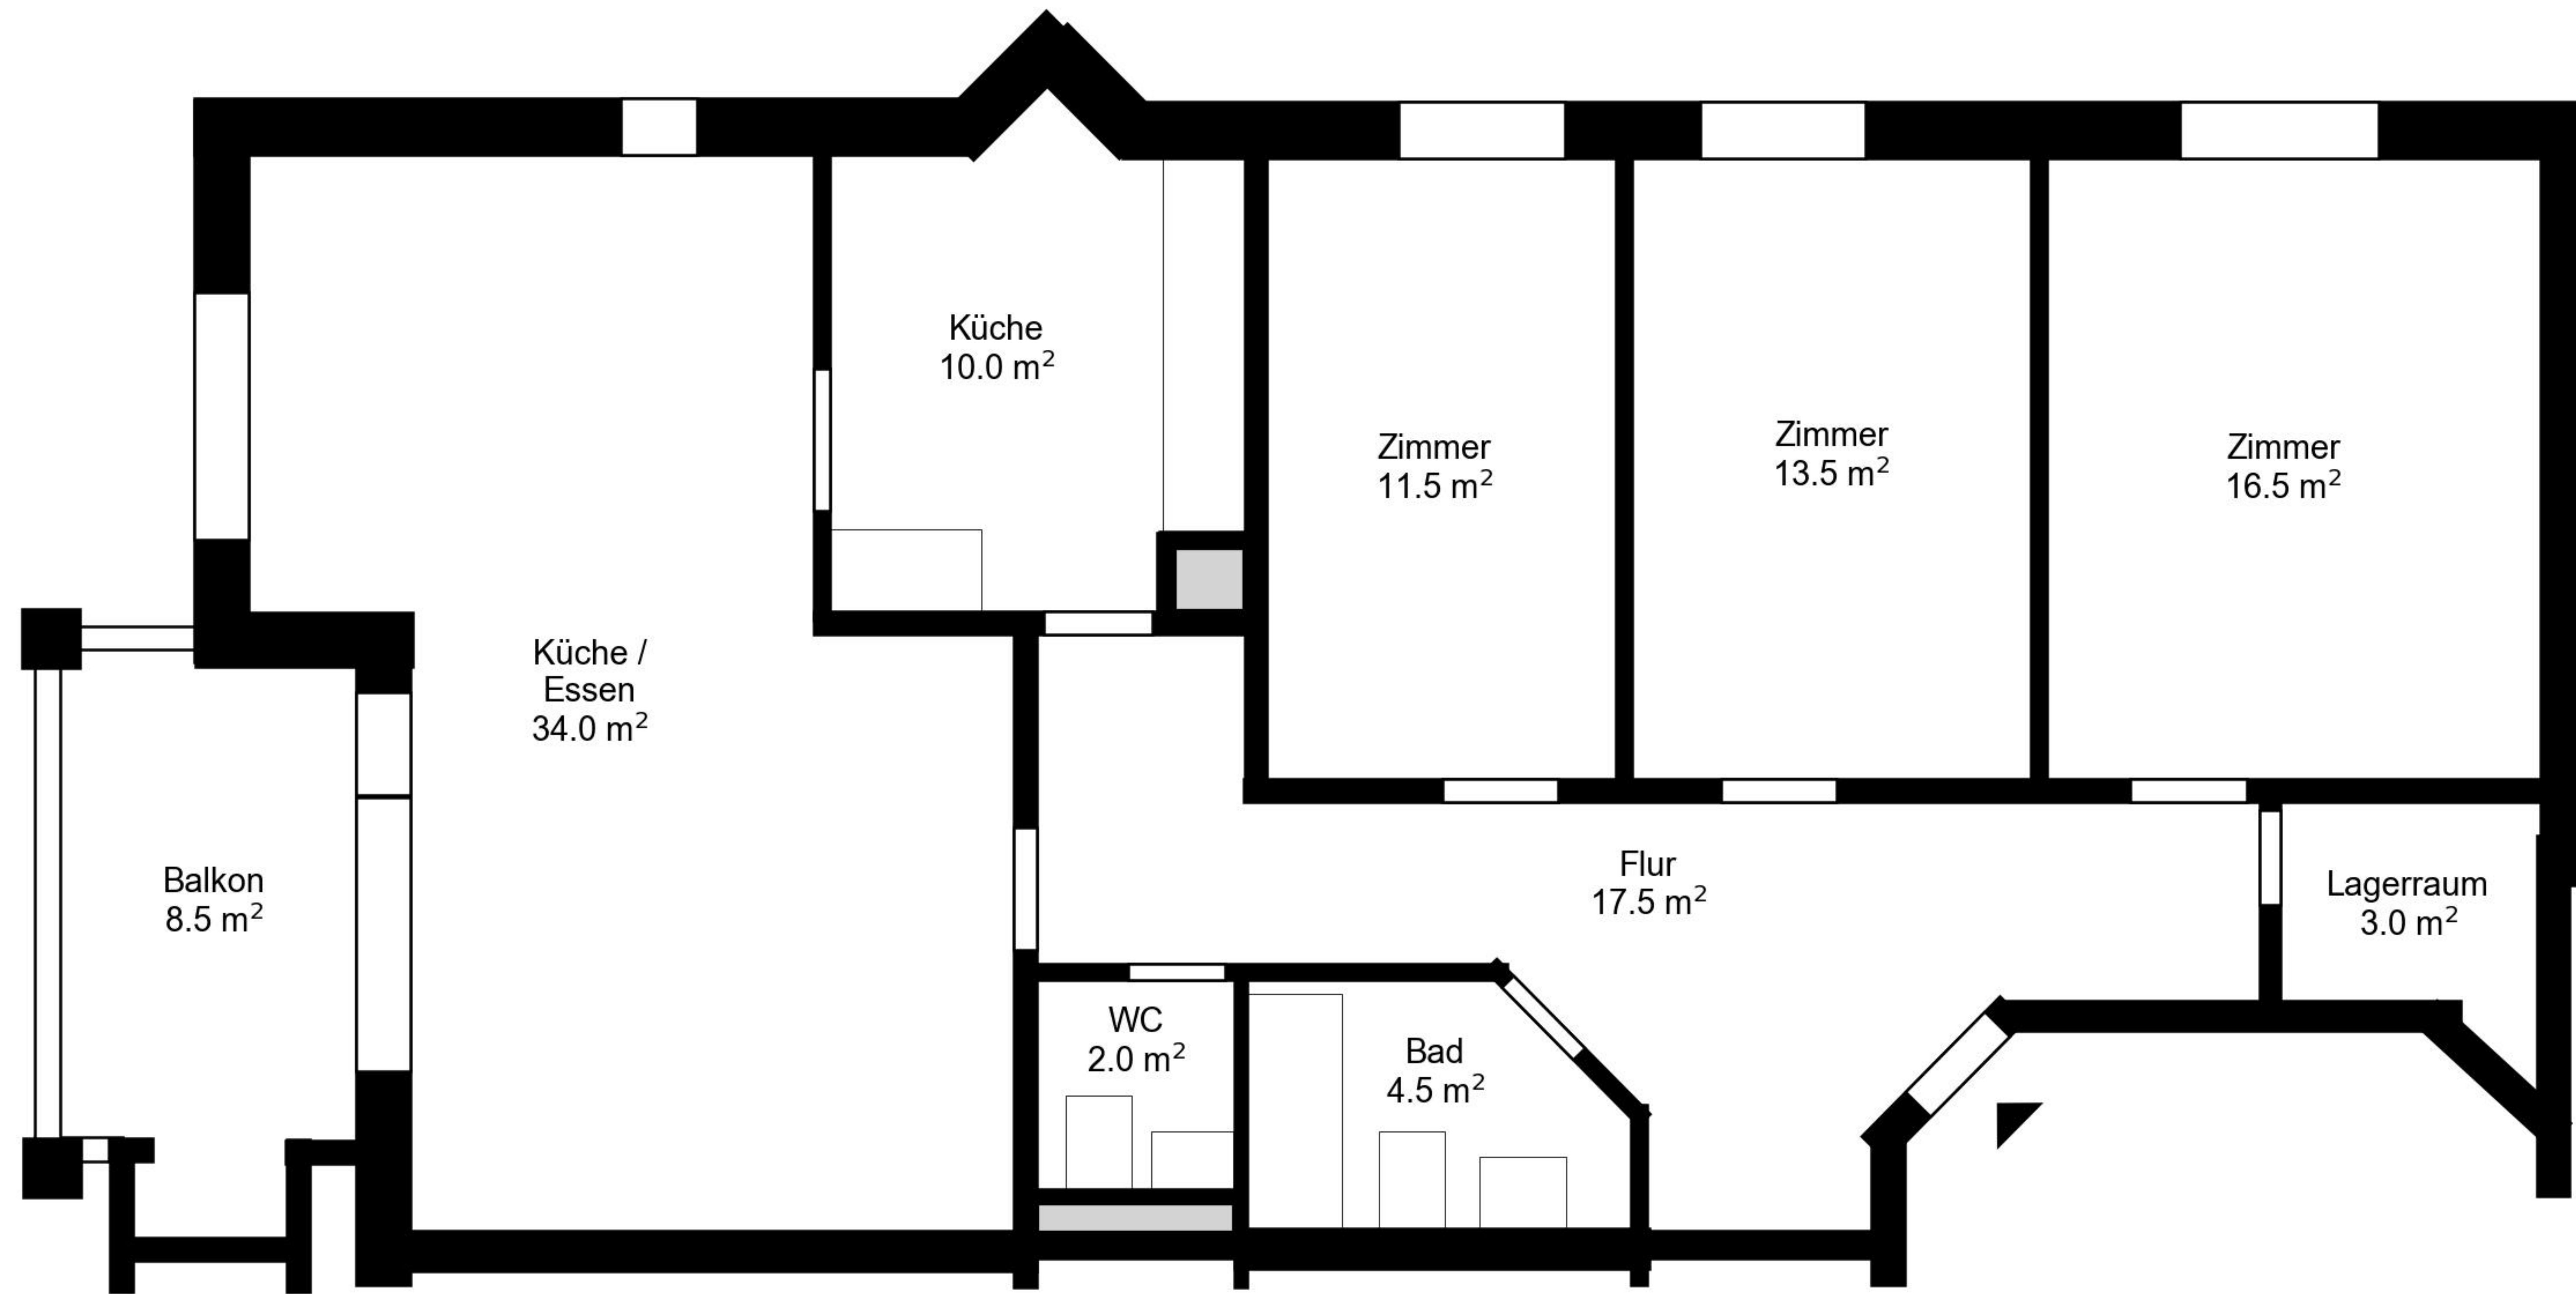 Küche
10.0 m²
Zimmer
11.5 m²
Zimmer
13.5 m²
Zimmer
16.5 m²
Küche /
Essen
34.0 m²
Balkon
8.5 m²
Flur
17.5 m²
Lagerraum
3.0 m²
WC
2.0 m²
Bad
4.5 m²